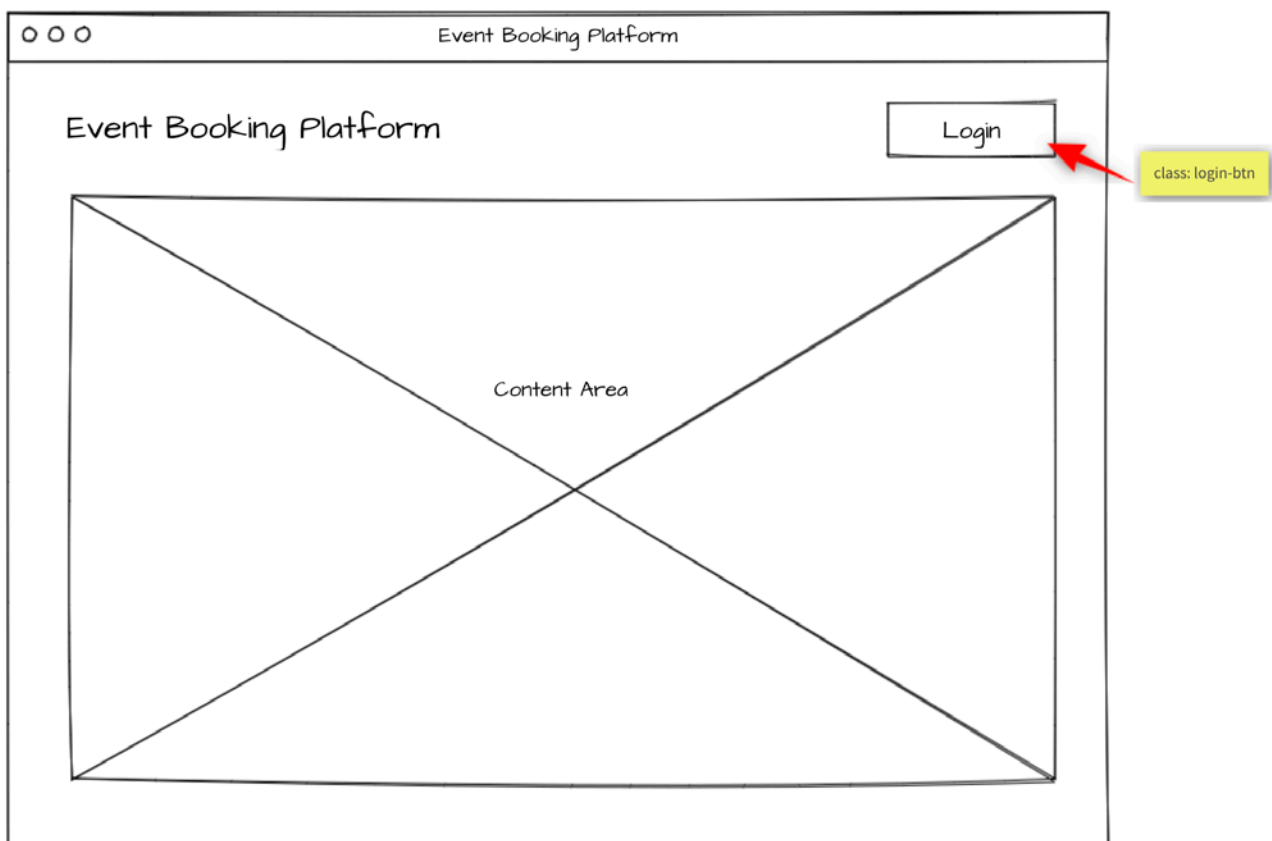 Event Booking Platform
Event Booking Platform
Login
class: login-btn
Content Area